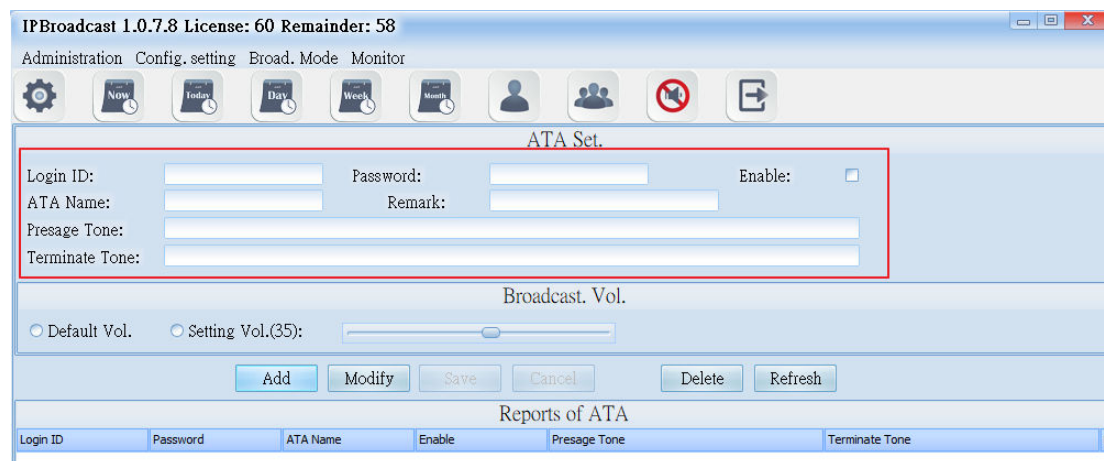 IPBroadcast 1.0.7.8 License: 60 Remainder: 58
Administration Config.setting Broad. Mode Monitor
Now Today Day Week Month
ATA Set.
Login ID: Password: Enable:
ATA Name: Remark:
Presage Tone:
Terminate Tone:
Broadcast. Vol.
Default Vol. Setting Vol.(35):
Add Modify Save Cancel Delete Refresh
Reports of ATA
Login ID Password ATA Name Enable Presage Tone Terminate Tone